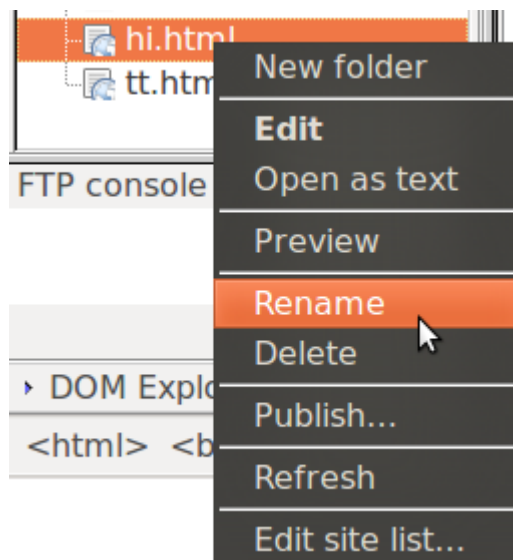 hi.html
New folder
tt.htm
Edit
FTP console
Open as text
Preview
Rename
Delete
DOM Explo
Publish...
<html> <b
Refresh
Edit site list...